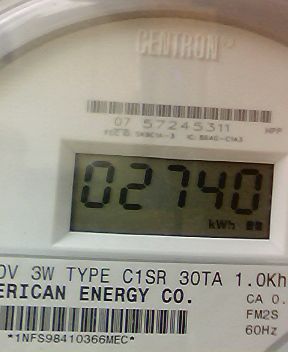 CENTRON
07 57245311 HPP
02740
kWh
0V 3W TYPE C1SR 30TA 1.0Kh
ERICAN ENERGY CO.
CA 0.
FM2S
60Hz
*1NFS98410366MEC*